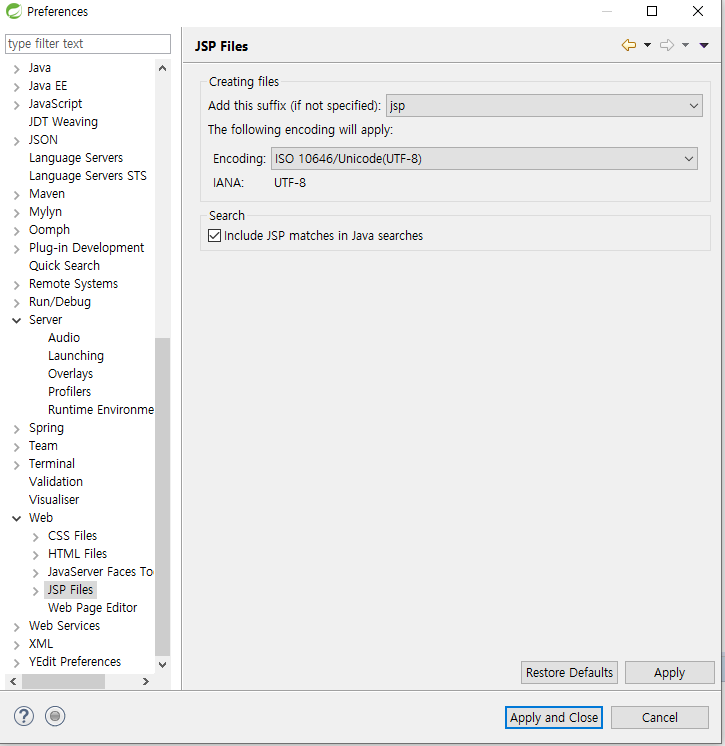 Preferences
type filter text
Java
Java EE
JavaScript
JDT Weaving
JSON
Language Servers
Language Servers STS
Maven
Mylyn
Oomph
Plug-in Development
Quick Search
Remote Systems
Run/Debug
Server
Audio
Launching
Overlays
Profilers
Runtime Environme
Spring
Team
Terminal
Validation
Visualiser
Web
CSS Files
HTML Files
JavaServer Faces To
JSP Files
Web Page Editor
Web Services
XML
YEdit Preferences
JSP Files
Creating files
Add this suffix (if not specified): jsp
The following encoding will apply:
Encoding: ISO 10646/Unicode(UTF-8)
IANA: UTF-8
Search
Include JSP matches in Java searches
Restore Defaults Apply
Apply and Close Cancel